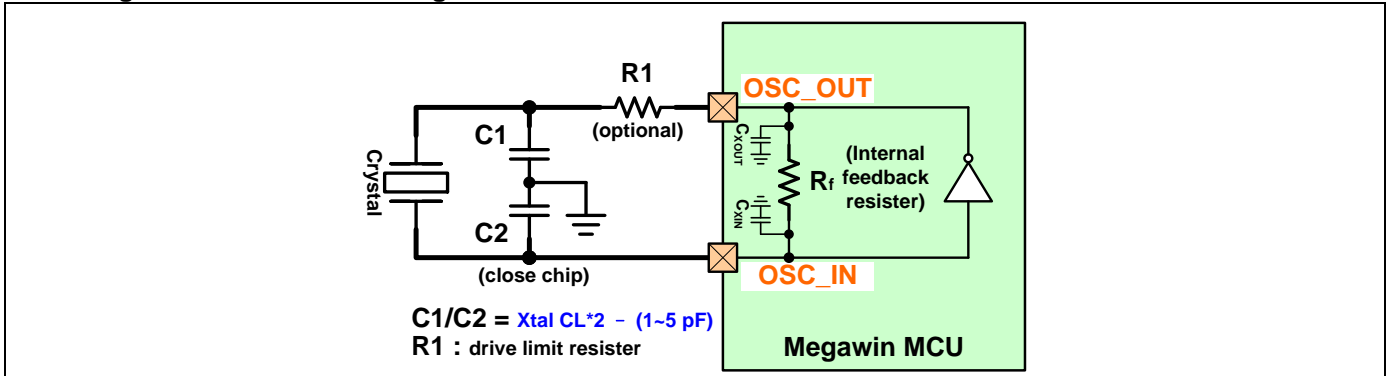 R1
(optional)
OSC_OUT
C1
CXOUT
Crystal
(Internal
Rf feedback
resister)
CXIN
C2
(close chip)
OSC_IN
C1/C2 = Xtal CL*2 - (1~5 pF)
R1 : drive limit resister
Megawin MCU